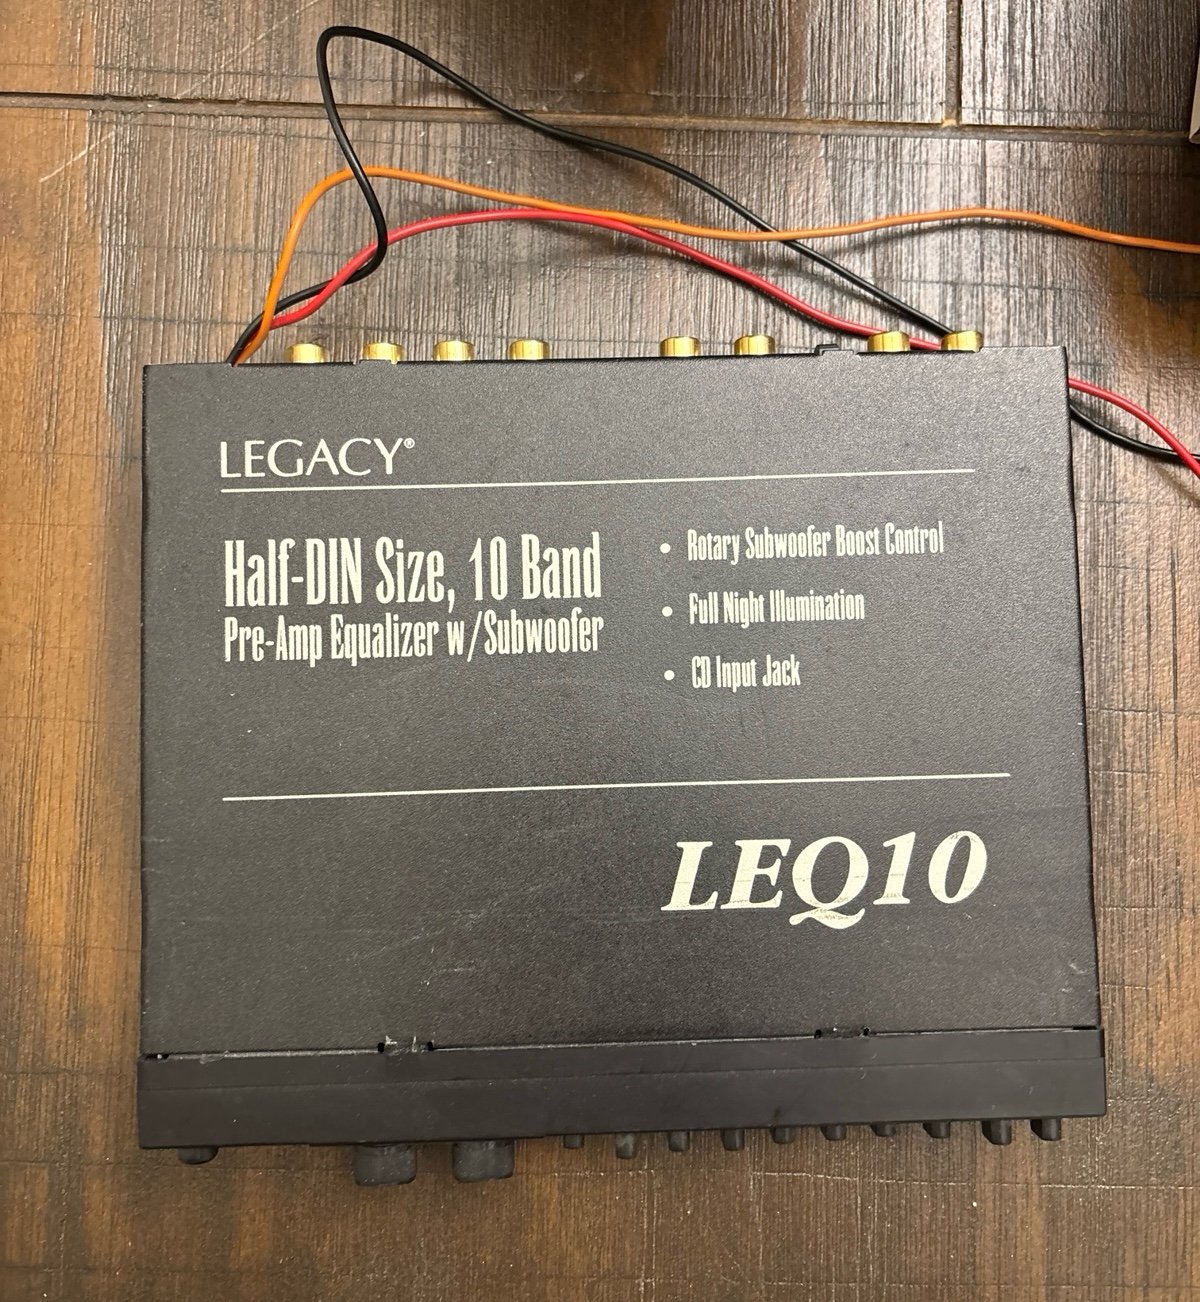 LEGACY®
Half-DIN Size, 10 Band
Pre-Amp Equalizer w/Subwoofer
• Rotary Subwoofer Boost Control
• Full Night Illumination
• CD Input Jack
LEQ10